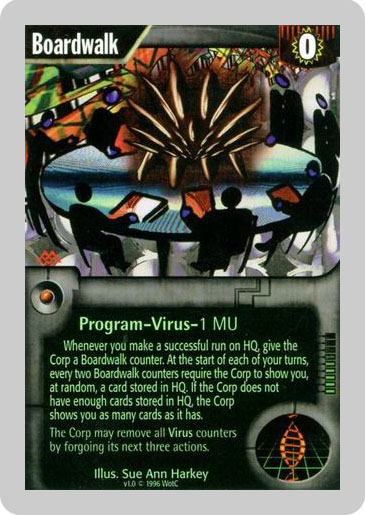 Boardwalk
0
Program-Virus-1 MU
Whenever you make a successful run on HQ, give the
Corp a Boardwalk counter. At the start of each of your turns,
every two Boardwalk counters require the Corp to show you,
at random, a card stored in HQ. If the Corp does not
have enough cards stored in HQ, the Corp
shows you as many cards as it has.
The Corp may remove all Virus counters
by forgoing its next three actions.
Illus. Sue Ann Harkey
v1.0 © 1996 WotC